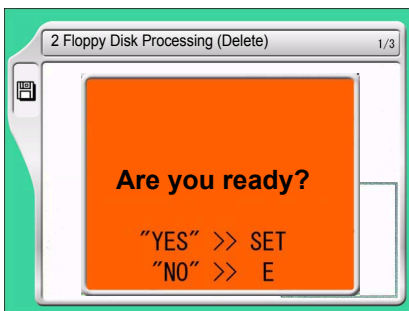 2 Floppy Disk Processing (Delete) 1/3
Are you ready?
"YES" >> SET
"NO" >> E